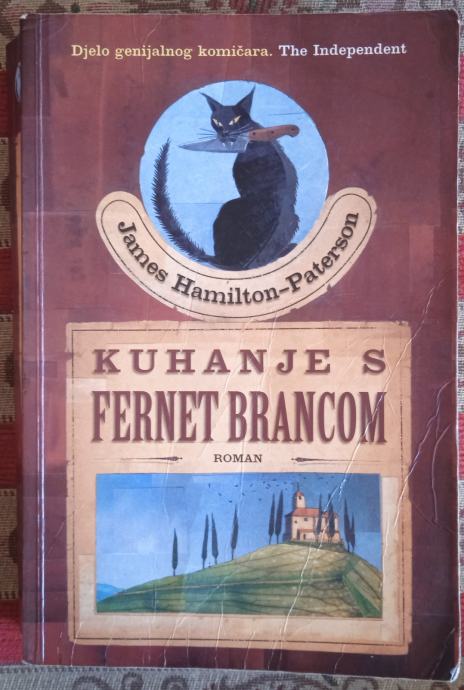 Djelo genijalnog komičara. The Independent
James Hamilton-Paterson
KUHANJE S
FERNET BRANCOM
ROMAN